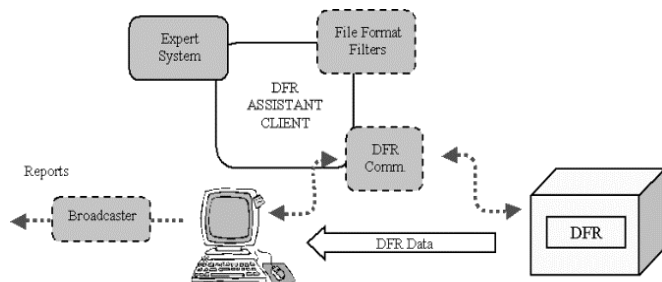 Expert
System
File Format
Filters
DFR
ASSISTANT
CLIENT
DFR
Comm.
Reports
Broadcaster
DFR Data
DFR